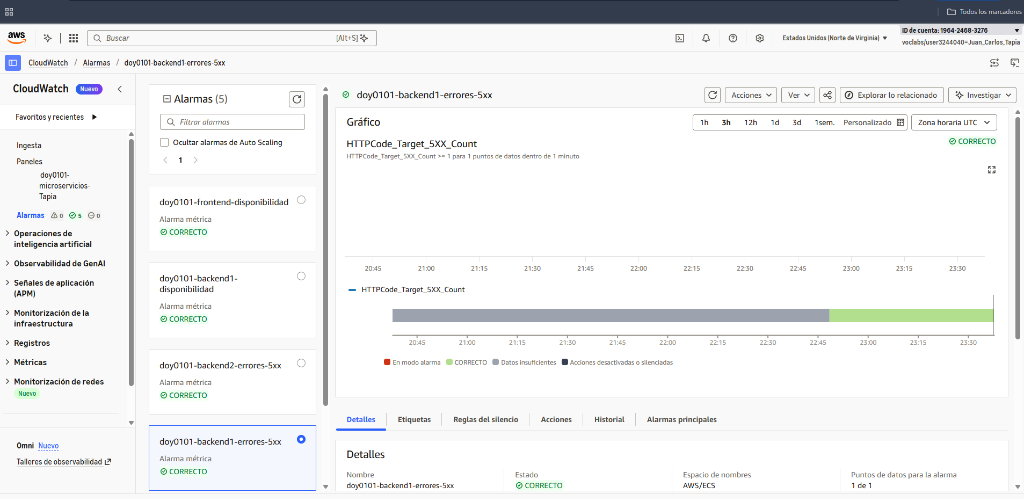 Todos los marcadores
aws
Buscar
[Alt+S]
Estados Unidos (Norte de Virginia)
ID de cuenta: 1964-2468-3276
voclabs/user3244040=Juan_Carlos_Tapia
CloudWatch / Alarmas / doy0101-backend1-errores-5xx
CloudWatch Nuevo
Favoritos y recientes
Ingesta
Paneles
doy0101-
microservicios-
Tapia
Alarmas 0 5 0
Operaciones de
inteligencia artificial
Observabilidad de GenAI
Señales de aplicación
(APM)
Monitorización de la
infraestructura
Registros
Métricas
Monitorización de redes
Nuevo
Omni Nuevo
Talleres de observabilidad
Alarmas (5)
Filtrar alarmas
Ocultar alarmas de Auto Scaling
1
doy0101-frontend-disponibilidad
Alarma métrica
CORRECTO
doy0101-backend1-
disponibilidad
Alarma métrica
CORRECTO
doy0101-backend2-errores-5xx
Alarma métrica
CORRECTO
doy0101-backend1-errores-5xx
Alarma métrica
CORRECTO
doy0101-backend1-errores-5xx
Acciones
Ver
Explorar lo relacionado
Investigar
Gráfico
1h 3h 12h 1d 3d 1sem. Personalizado
Zona horaria UTC
HTTPCode_Target_5XX_Count
CORRECTO
HTTPCode_Target_5XX_Count >= 1 para 1 puntos de datos dentro de 1 minuto
20:45 21:00 21:15 21:30 21:45 22:00 22:15 22:30 22:45 23:00 23:15 23:30
HTTPCode_Target_5XX_Count
20:45 21:00 21:15 21:30 21:45 22:00 22:15 22:30 22:45 23:00 23:15 23:30
En modo alarma CORRECTO Datos insuficientes Acciones desactivadas o silenciadas
Detalles Etiquetas Reglas del silencio Acciones Historial Alarmas principales
Detalles
Nombre Estado Espacio de nombres Puntos de datos para la alarma
doy0101-backend1-errores-5xx CORRECTO AWS/ECS 1 de 1